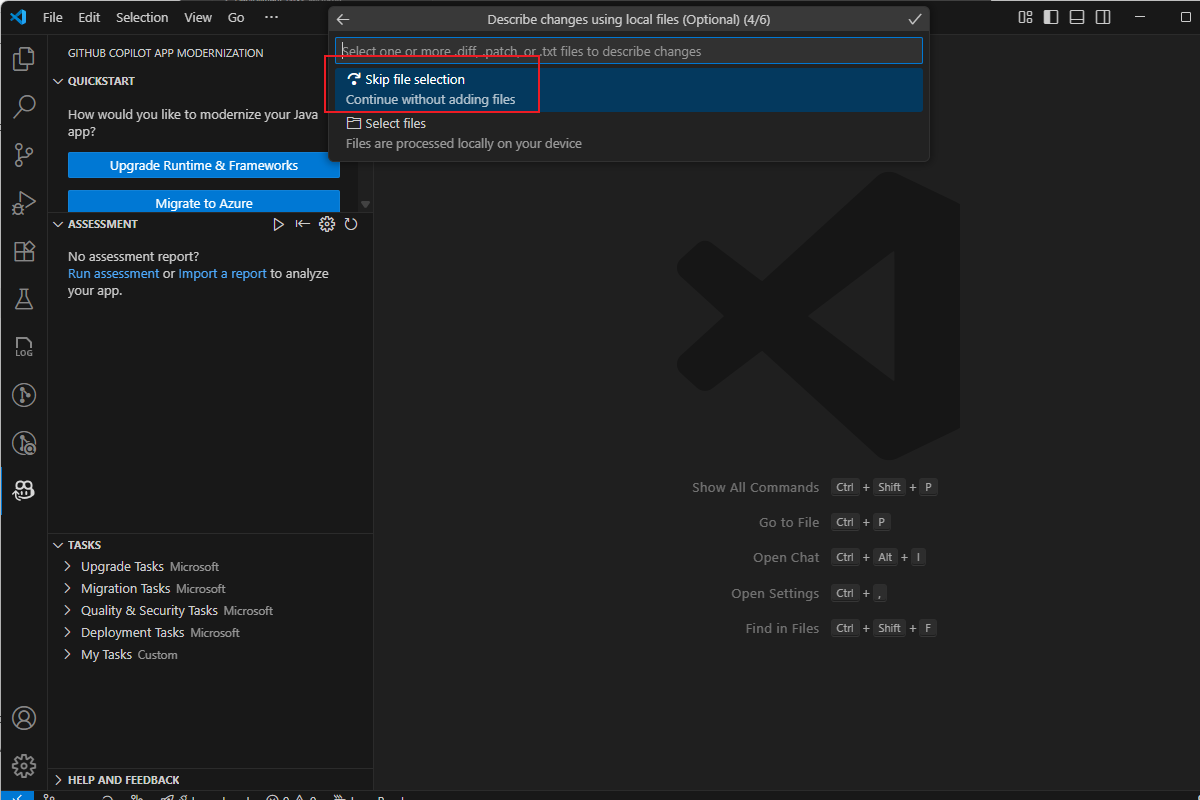 File Edit Selection View Go ···
Describe changes using local files (Optional) (4/6)
Select one or more .diff, .patch, or .txt files to describe changes
Skip file selection
Continue without adding files
Select files
Files are processed locally on your device
GITHUB COPILOT APP MODERNIZATION
QUICKSTART
How would you like to modernize your Java
app?
Upgrade Runtime & Frameworks
Migrate to Azure
ASSESSMENT
No assessment report?
Run assessment or Import a report to analyze
your app.
LOG
Show All Commands Ctrl + Shift + P
Go to File Ctrl + P
Open Chat Ctrl + Alt + I
Open Settings Ctrl + ,
Find in Files Ctrl + Shift + F
TASKS
Upgrade Tasks Microsoft
Migration Tasks Microsoft
Quality & Security Tasks Microsoft
Deployment Tasks Microsoft
My Tasks Custom
HELP AND FEEDBACK